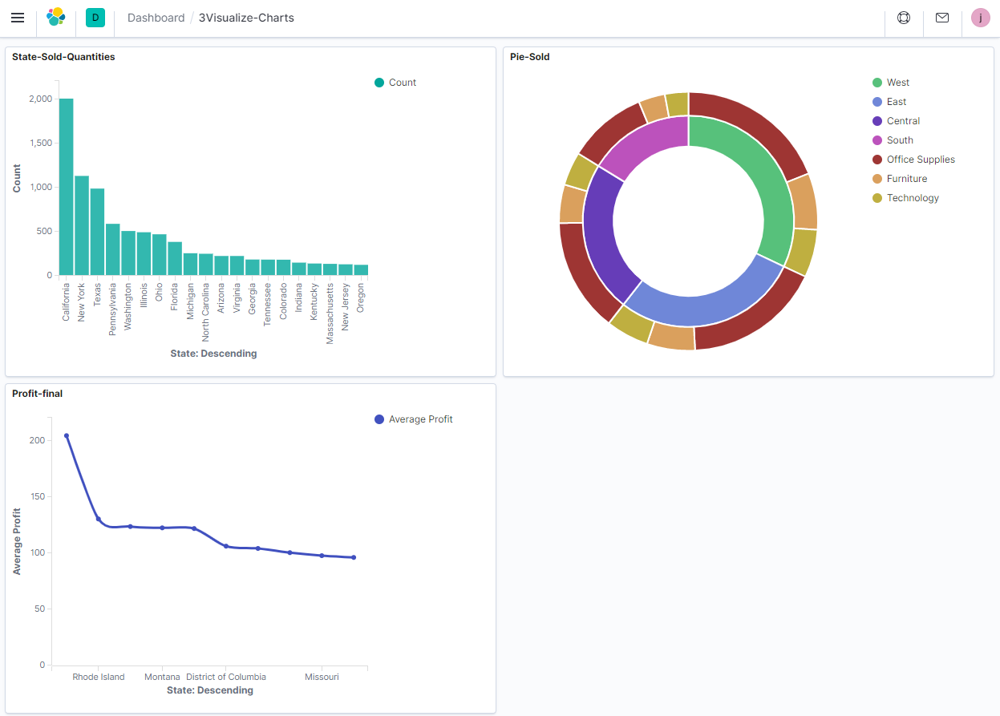 D Dashboard / 3Visualize-Charts j
State-Sold-Quantities
Count
2,000
1,500
1,000
500
0
Count
California
New York
Texas
Pennsylvania
Washington
Illinois
Ohio
Florida
Michigan
North Carolina
Arizona
Virginia
Georgia
Tennessee
Colorado
Indiana
Kentucky
Massachusetts
New Jersey
Oregon
State: Descending
Pie-Sold
West
East
Central
South
Office Supplies
Furniture
Technology
Profit-final
Average Profit
200
150
100
50
0
Average Profit
Rhode Island
Montana
District of Columbia
Missouri
State: Descending